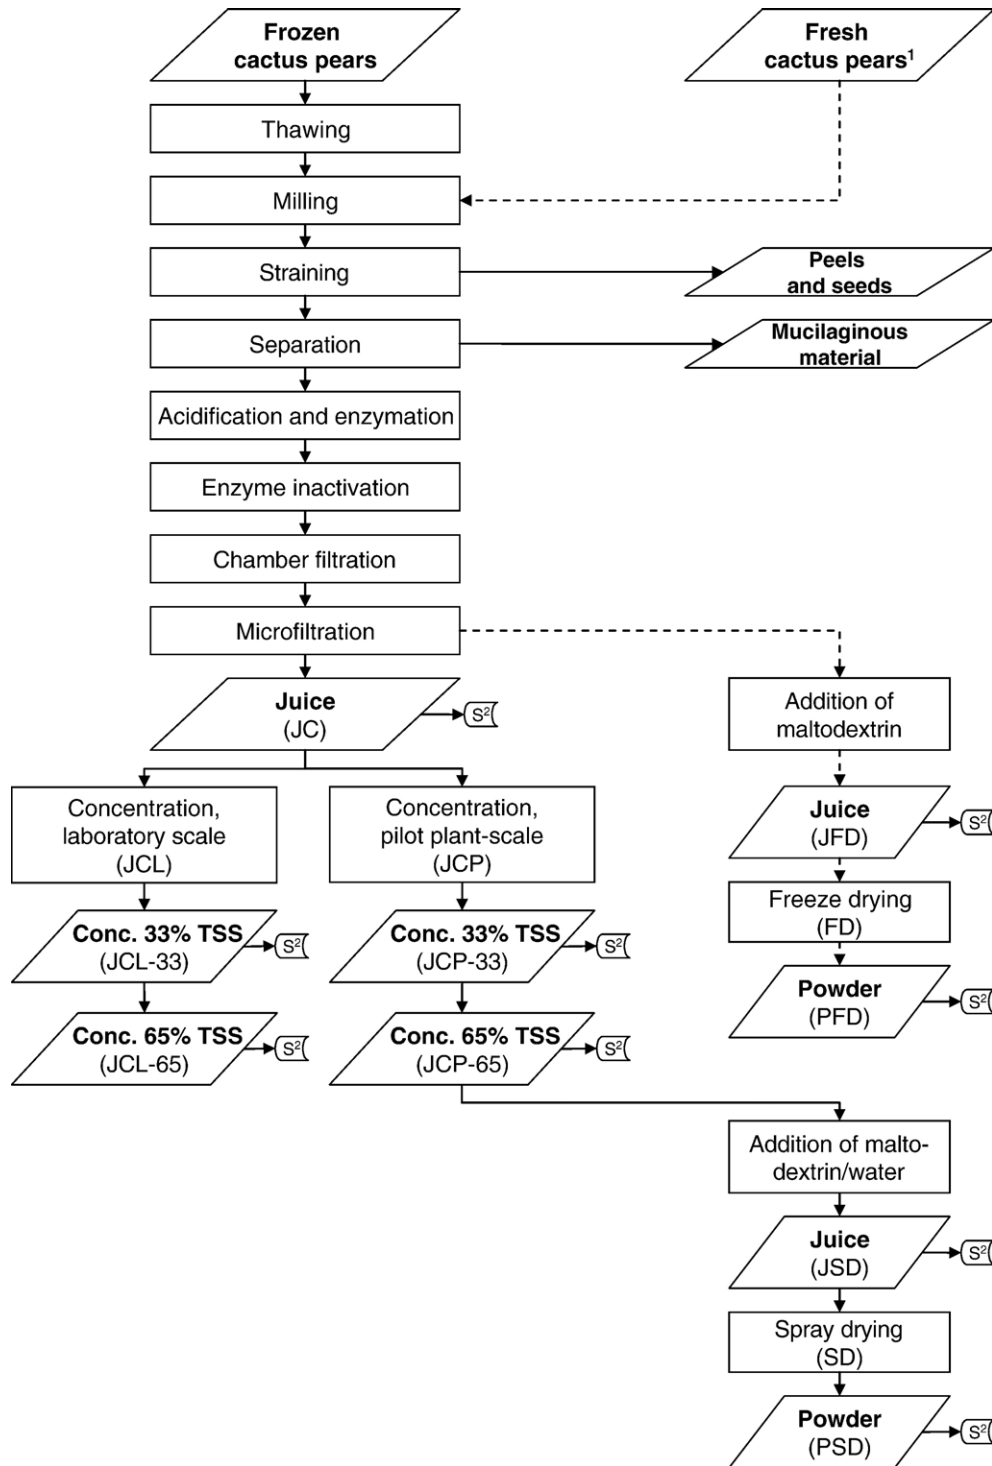 Frozen
cactus pears
Fresh
cactus pears¹
Thawing
Milling
Straining
Peels
and seeds
Separation
Mucilaginous
material
Acidification and enzymation
Enzyme inactivation
Chamber filtration
Microfiltration
Juice
(JC)
S²
Addition of
maltodextrin
Concentration,
laboratory scale
(JCL)
Concentration,
pilot plant-scale
(JCP)
Juice
(JFD)
S²
Freeze drying
(FD)
Conc. 33% TSS
(JCL-33)
S²
Conc. 33% TSS
(JCP-33)
S²
Powder
(PFD)
S²
Conc. 65% TSS
(JCL-65)
S²
Conc. 65% TSS
(JCP-65)
S²
Addition of malto-
dextrin/water
Juice
(JSD)
S²
Spray drying
(SD)
Powder
(PSD)
S²